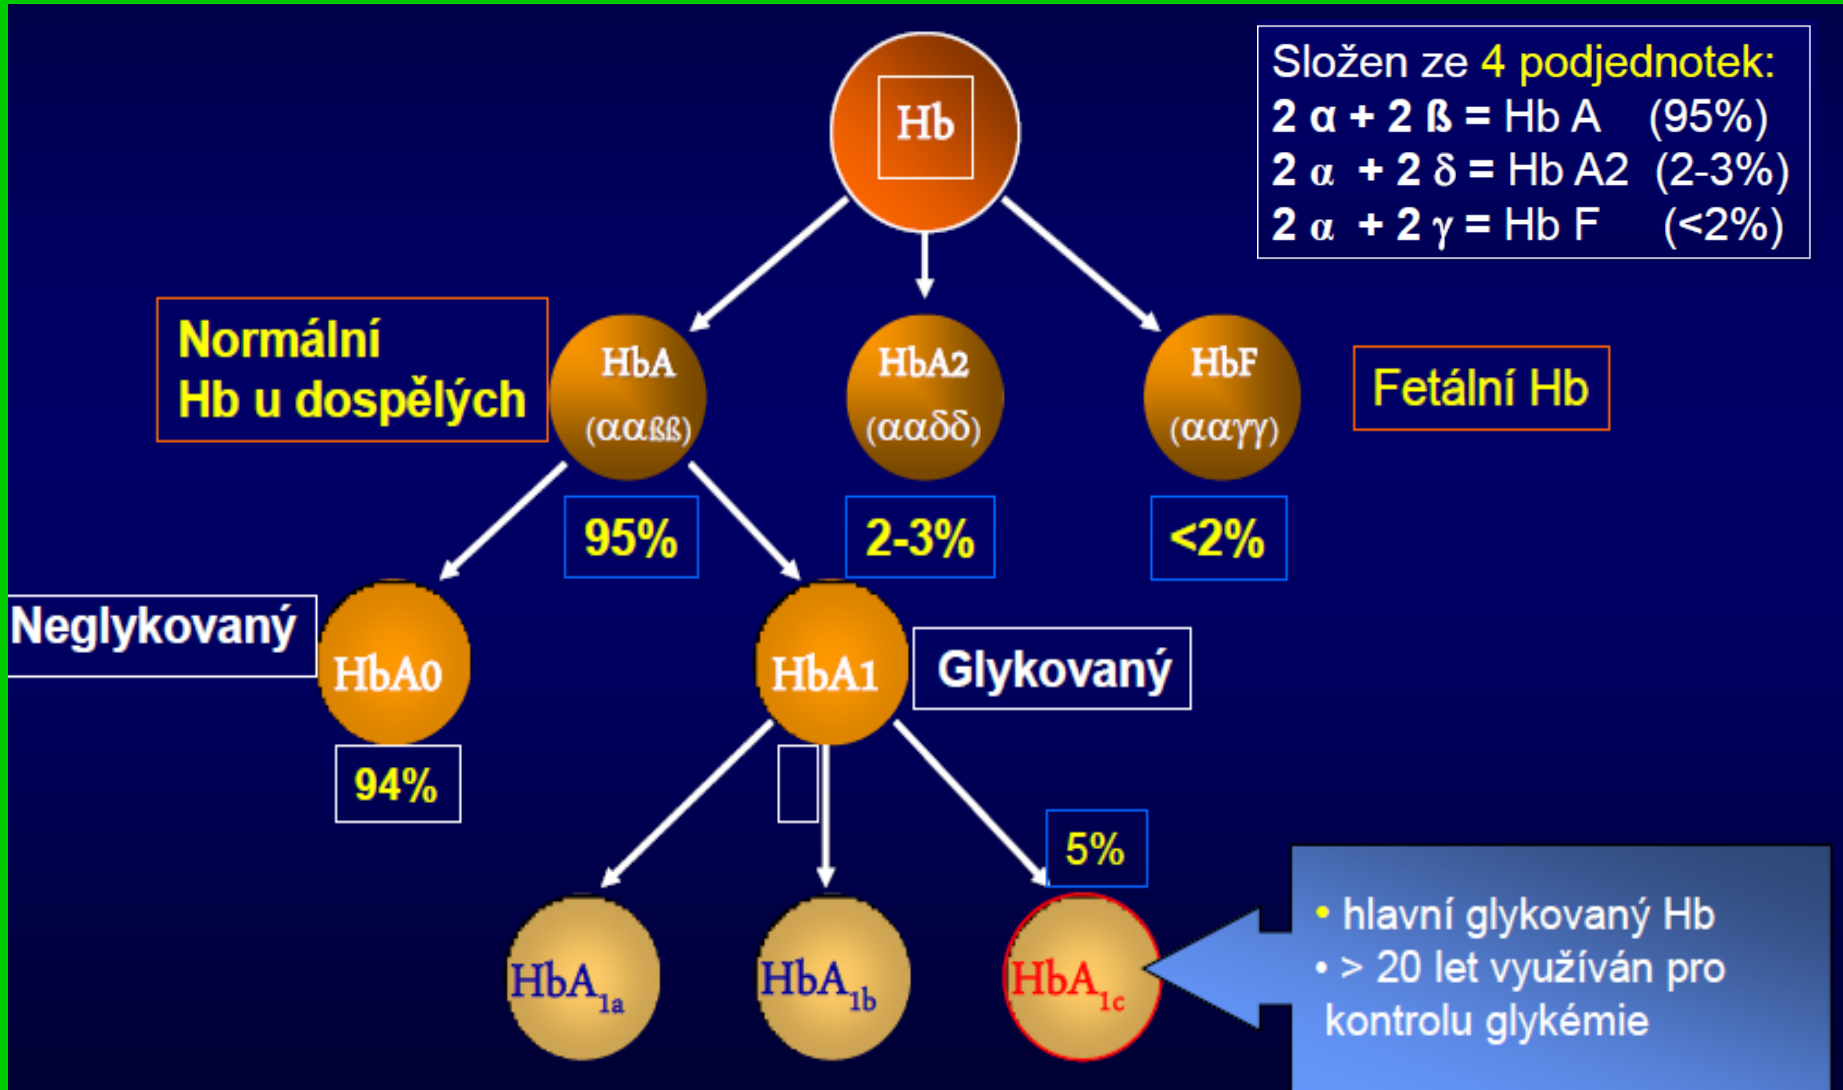 Hb
Složen ze 4 podjednotek:
2 α + 2 ß = Hb A (95%)
2 α + 2 δ = Hb A2 (2-3%)
2 α + 2 γ = Hb F (<2%)
Normální
Hb u dospělých
HbA
(ααßß)
HbA2
(ααδδ)
HbF
(ααγγ)
Fetální Hb
95%
2-3%
<2%
Neglykovaný
HbA0
HbA1
Glykovaný
94%
5%
HbA1a
HbA1b
HbA1c
• hlavní glykovaný Hb
• > 20 let využíván pro
kontrolu glykémie